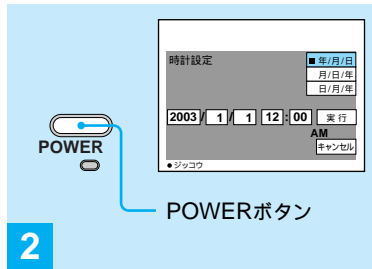 時計設定
■年/月/日
月/日/年
日/月/年
2003/ 1/ 1 12:00 実行
AM
キャンセル
●ジッコウ
POWER
POWERボタン
2